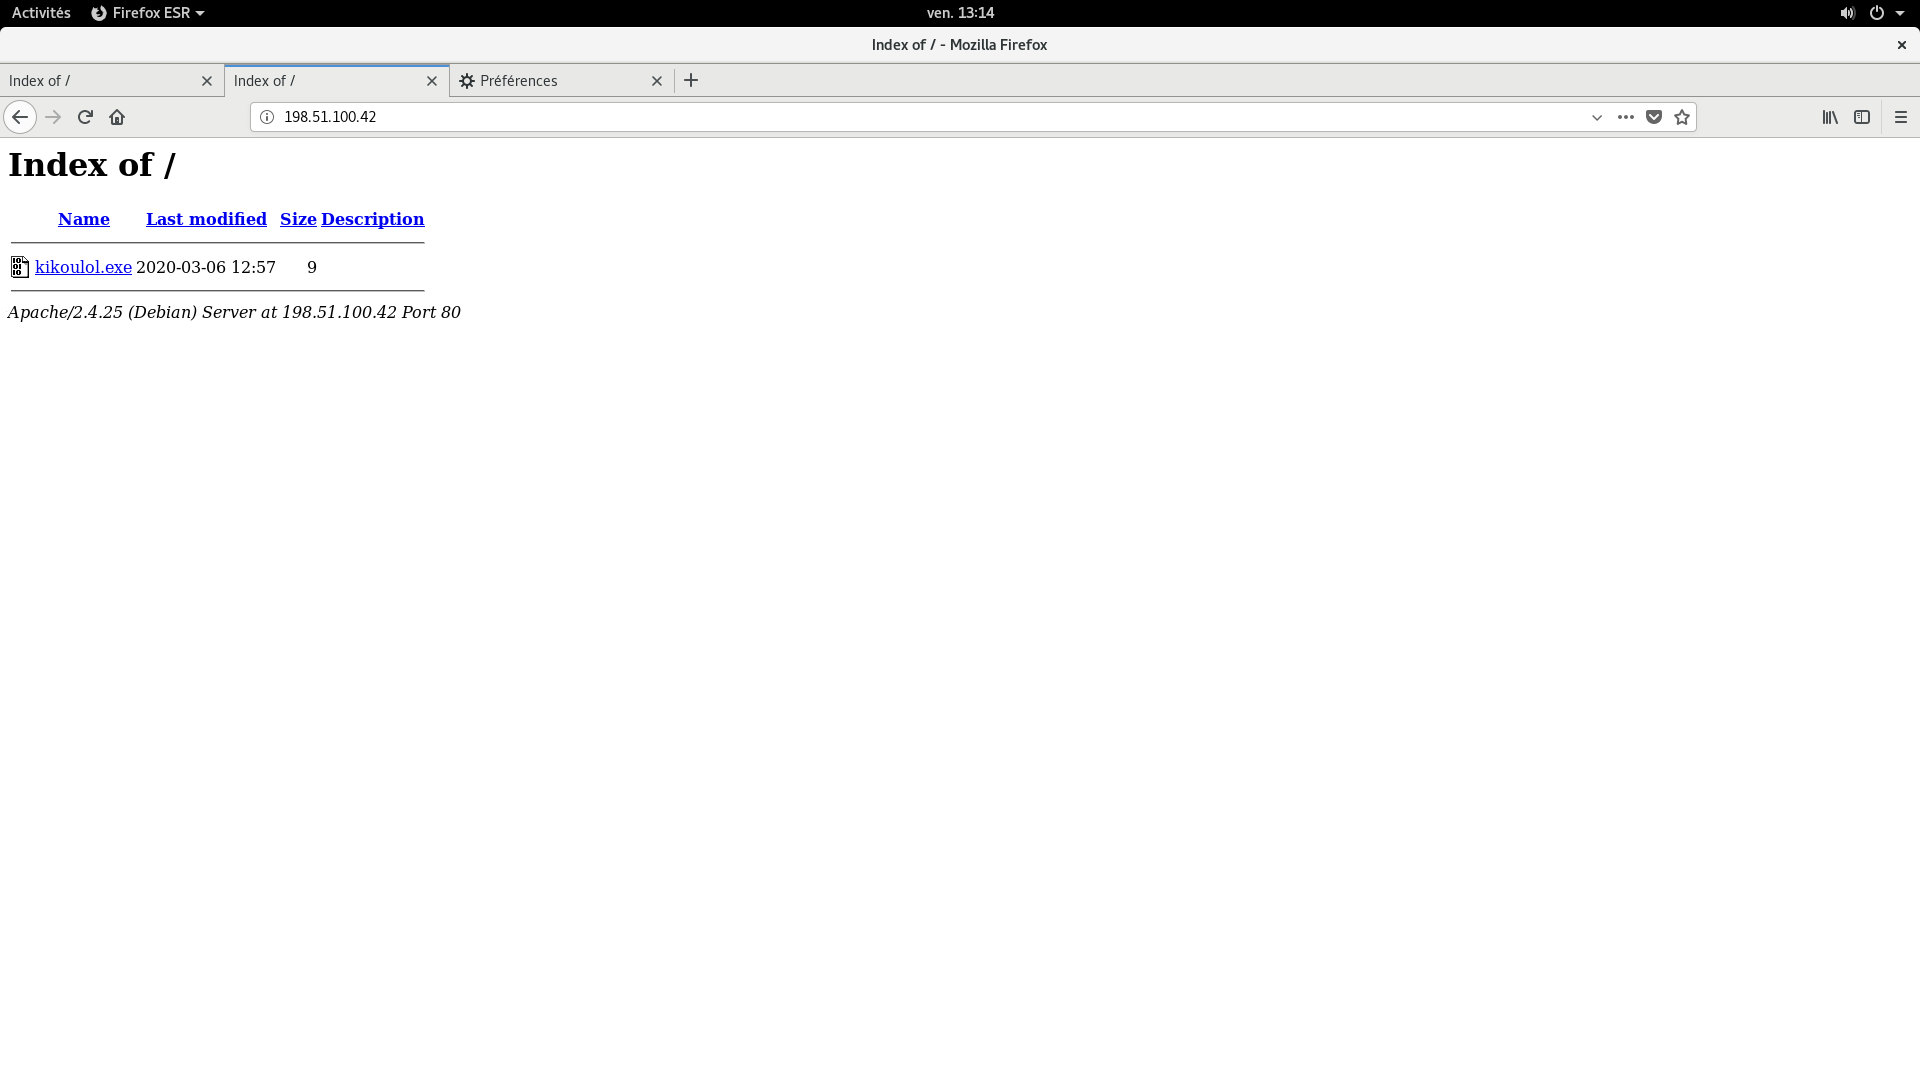 Activités Firefox ESR ven. 13:14
Index of / - Mozilla Firefox
Index of / Index of / Préférences
198.51.100.42
Index of /
Name Last modified Size Description
kikoulol.exe 2020-03-06 12:57 9
Apache/2.4.25 (Debian) Server at 198.51.100.42 Port 80